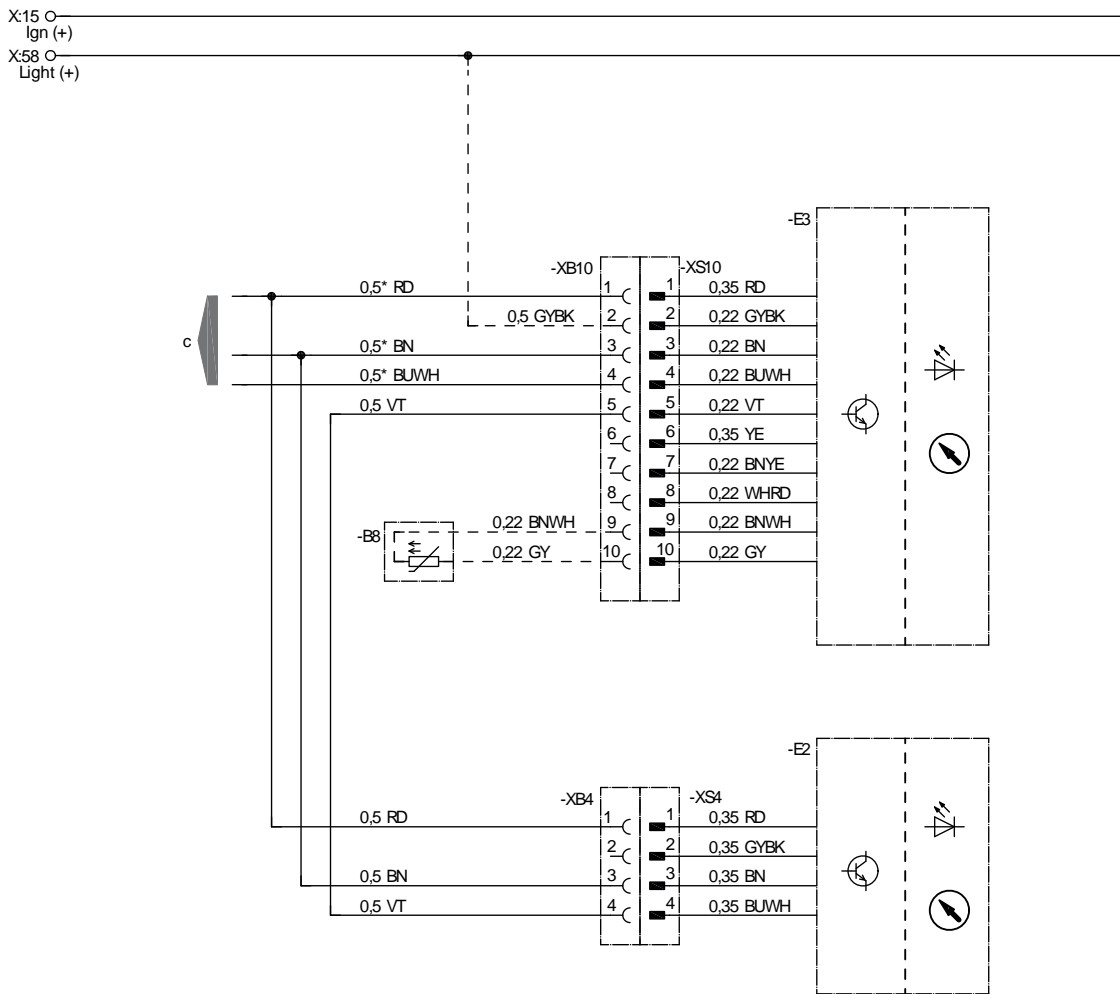 X:15
Ign (+)
X:58
Light (+)
-E3
-XB10 -XS10
0,5* RD 1 1 0,35 RD
0,5 GYBK 2 2 0,22 GYBK
0,5* BN 3 3 0,22 BN
c
0,5* BUWH 4 4 0,22 BUWH
0,5 VT 5 5 0,22 VT
6 6 0,35 YE
7 7 0,22 BNYE
8 8 0,22 WHRD
-B8 0,22 BNWH 9 9 0,22 BNWH
0,22 GY 10 10 0,22 GY
-E2
-XB4 -XS4
0,5 RD 1 1 0,35 RD
2 2 0,35 GYBK
0,5 BN 3 3 0,35 BN
0,5 VT 4 4 0,35 BUWH